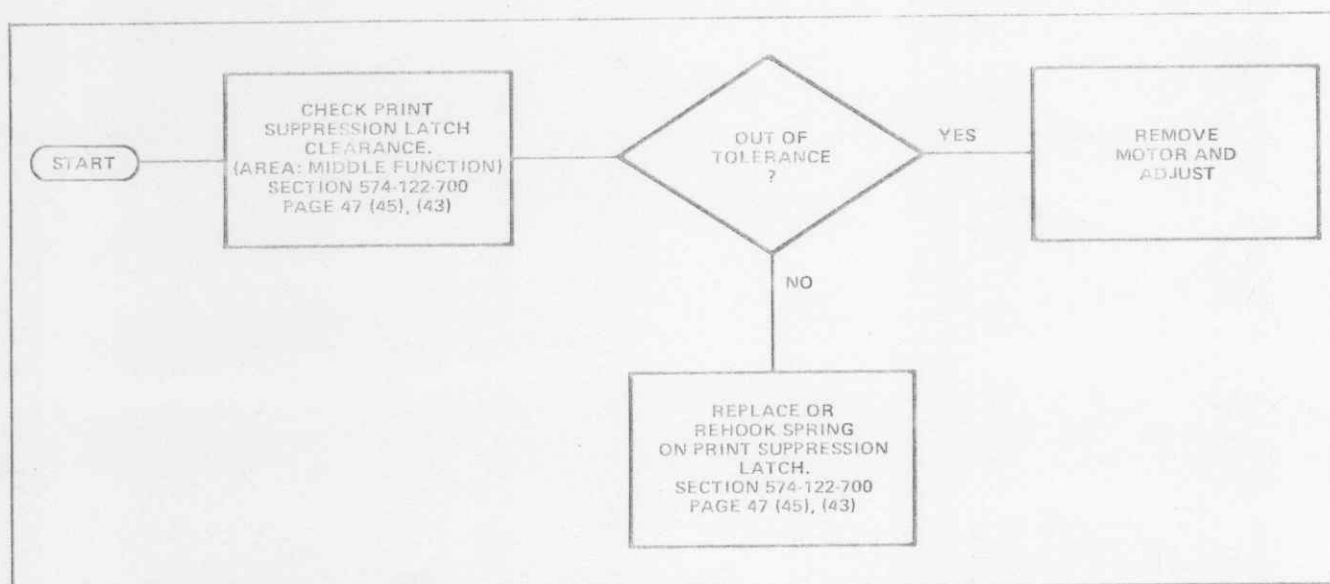 START
CHECK PRINT
SUPPRESSION LATCH
CLEARANCE.
(AREA: MIDDLE FUNCTION)
SECTION 574-122-700
PAGE 47 (45), (43)
OUT OF
TOLERANCE
?
YES
REMOVE
MOTOR AND
ADJUST
NO
REPLACE OR
REHOOK SPRING
ON PRINT SUPPRESSION
LATCH.
SECTION 574-122-700
PAGE 47 (45), (43)